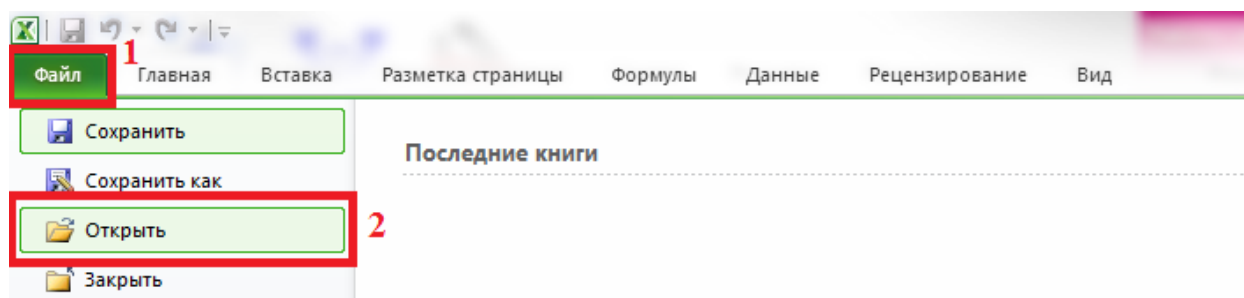 1
Файл Главная Вставка Разметка страницы Формулы Данные Рецензирование Вид
Сохранить
Последние книги
Сохранить как
Открыть 2
Закрыть